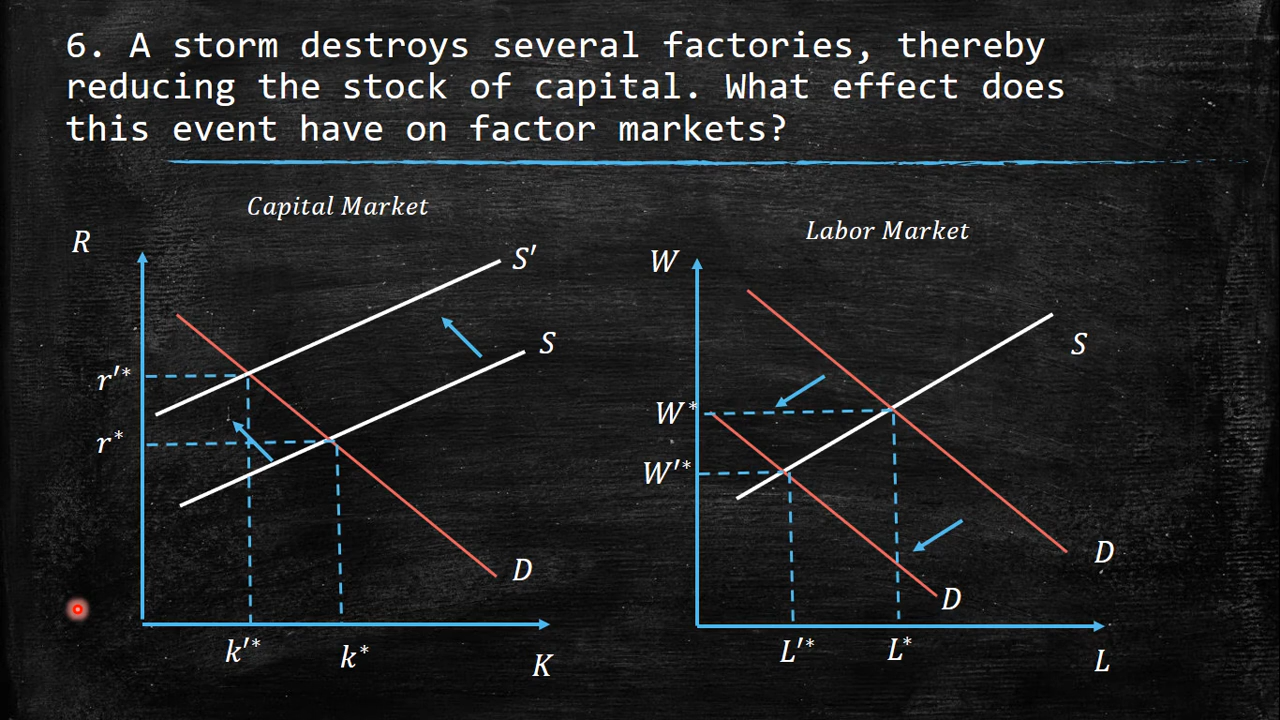 6. A storm destroys several factories, thereby
reducing the stock of capital. What effect does
this event have on factor markets?
Capital Market
R
S′
S
r′*
r*
D
k′*
k*
K
Labor Market
W
S
W*
W′*
D
D
L′*
L*
L